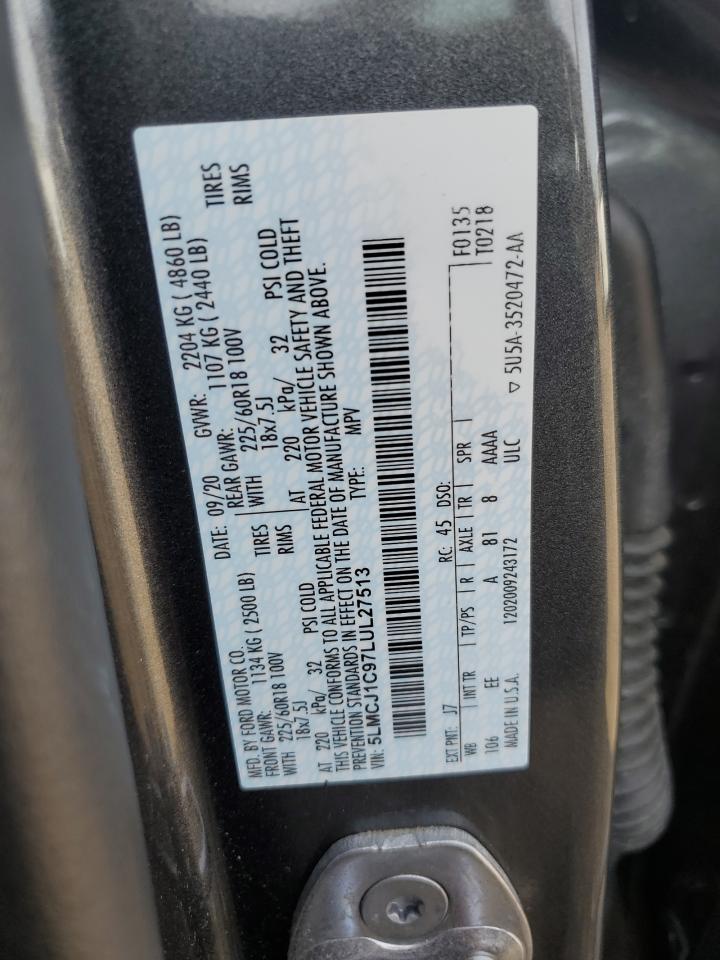 MFD. BY FORD MOTOR CO. DATE: 09/20 GVWR: 2204 KG ( 4860 LB)
FRONT GAWR: 1134 KG ( 2500 LB) REAR GAWR: 1107 KG ( 2440 LB)
WITH 225/60R18 100V TIRES WITH 225/60R18 100V TIRES
18x7.5J RIMS 18x7.5J RIMS
AT 220 kPa/ 32 PSI COLD AT 220 kPa/ 32 PSI COLD
THIS VEHICLE CONFORMS TO ALL APPLICABLE FEDERAL MOTOR VEHICLE SAFETY AND THEFT
PREVENTION STANDARDS IN EFFECT ON THE DATE OF MANUFACTURE SHOWN ABOVE.
VIN: 5LMCJ1C97LUL27513 TYPE: MPV
F0135
EXT PNT: J7 RC: 45 DSO: T0218
WB INT TR TP/PS R AXLE TR SPR
106 EE A 81 8 AAAA
MADE IN U.S.A. 1202009243172 ULC ▽ 5U5A-3520472-AA